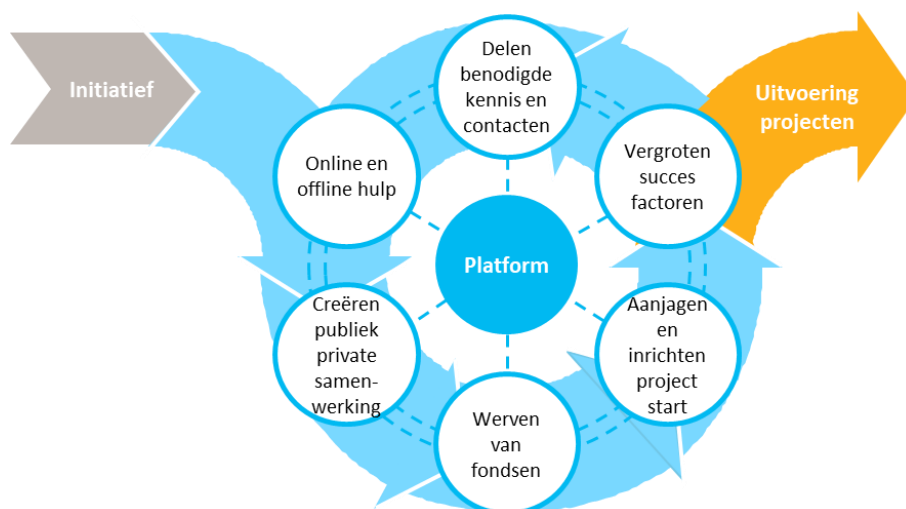 Initiatief
Delen
benodigde
kennis en
contacten
Uitvoering
projecten
Online en
offline hulp
Vergroten
succes
factoren
Platform
Creëren
publiek
private
samen-
werking
Aanjagen
en
inrichten
project
start
Werven
van
fondsen